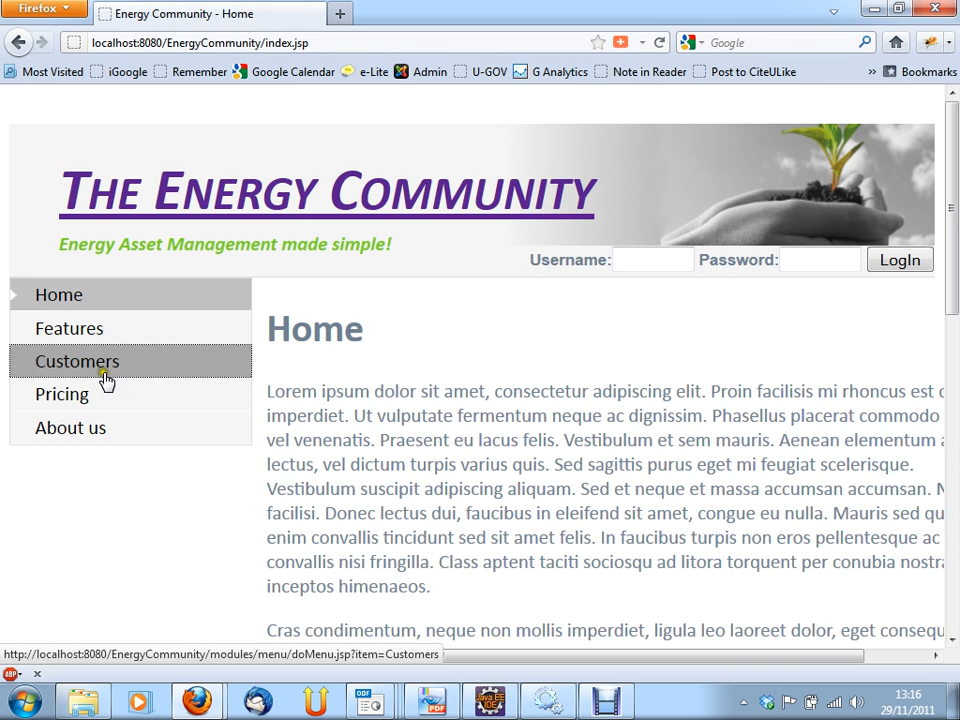 Firefox
Energy Community - Home
localhost:8080/EnergyCommunity/index.jsp
Google
Most Visited iGoogle Remember Google Calendar e-Lite Admin U-GOV G Analytics Note in Reader Post to CiteULike » Bookmarks
THE ENERGY COMMUNITY
Energy Asset Management made simple!
Username: Password: LogIn
Home
Features
Customers
Pricing
About us
Home
Lorem ipsum dolor sit amet, consectetur adipiscing elit. Proin facilisis mi rhoncus est
imperdiet. Ut vulputate fermentum neque ac dignissim. Phasellus placerat commodo
vel venenatis. Praesent eu lacus felis. Vestibulum et sem mauris. Aenean elementum
lectus, vel dictum turpis varius quis. Sed sagittis purus eget mi feugiat scelerisque.
Vestibulum suscipit adipiscing aliquam. Sed et neque et massa accumsan accumsan.
facilisi. Donec lectus dui, faucibus in eleifend sit amet, congue eu nulla. Mauris sed
enim convallis tincidunt sed sit amet felis. In faucibus turpis non eros pellentesque ac
convallis nisi fringilla. Class aptent taciti sociosqu ad litora torquent per conubia
inceptos himenaeos.
Cras condimentum, neque non mollis imperdiet, ligula leo laoreet dolor, eget
http://localhost:8080/EnergyCommunity/modules/menu/doMenu.jsp?item=Customers
ABP
ODF
PDF
Java EE
IDE
13:16
29/11/2011